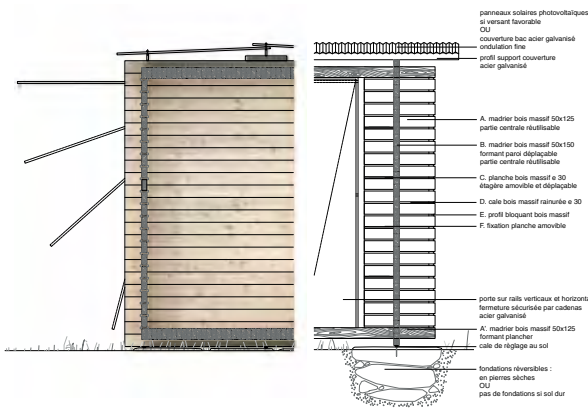 panneaux solaires photovoltaïques
si versant favorable
OU
couverture bac acier galvanisé
ondulation fine
profil support couverture
acier galvanisé
A. madrier bois massif 50x125
partie centrale réutilisable
B. madrier bois massif 50x150
formant paroi déplaçable
partie centrale réutilisable
C. planche bois massif e 30
étagère amovible et déplaçable
D. cale bois massif rainurée e 30
E. profil bloquant bois massif
F. fixation planche amovible
porte sur rails verticaux et horizonta
fermeture sécurisée par cadenas
acier galvanisé
A'. madrier bois massif 50x125
formant plancher
cale de réglage au sol
fondations réversibles :
en pierres sèches
OU
pas de fondations si sol dur